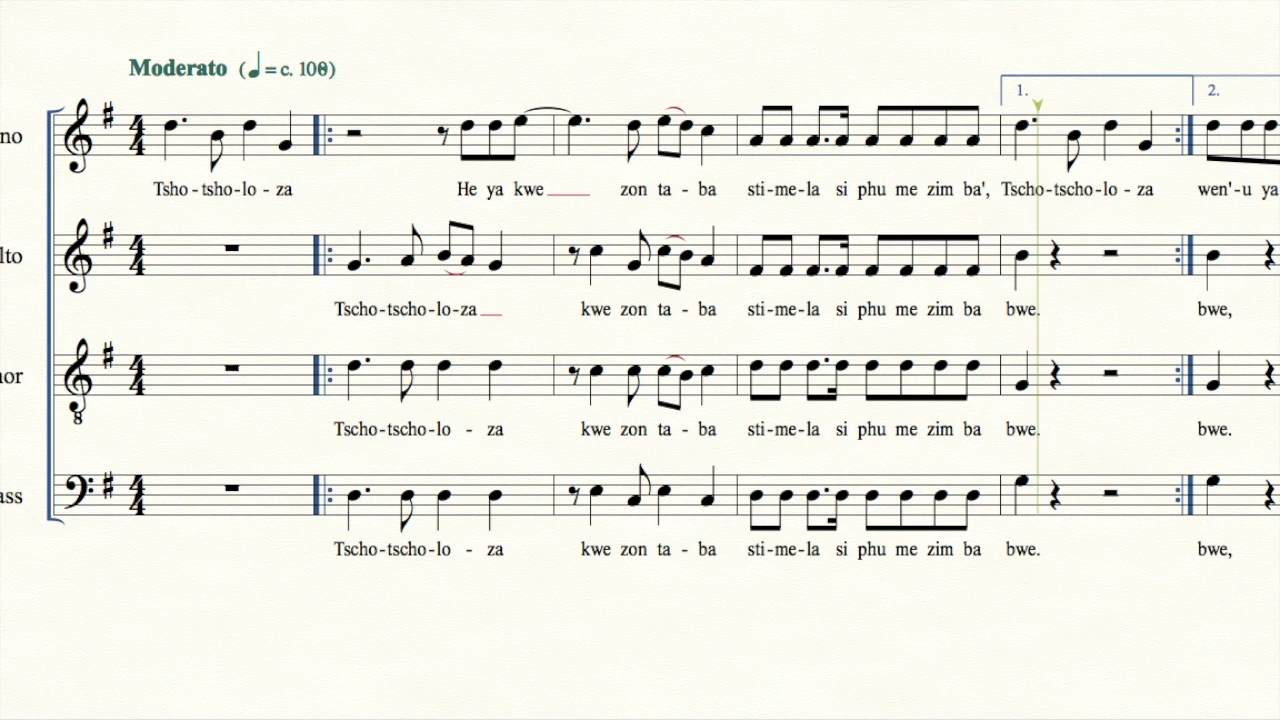 Moderato (♩ = c. 108)
1. 2.
no
Tsho - tsho - lo - za He ya kwe zon ta - ba sti - me - la si phu me zim ba', Tscho - tscho - lo - za wen' - u ya
lto
Tscho - tscho - lo - za kwe zon ta - ba sti - me - la si phu me zim ba bwe. bwe,
nor
8
Tscho - tscho - lo - za kwe zon ta - ba sti - me - la si phu me zim ba bwe. bwe.
ass
Tscho - tscho - lo - za kwe zon ta - ba sti - me - la si phu me zim ba bwe. bwe,